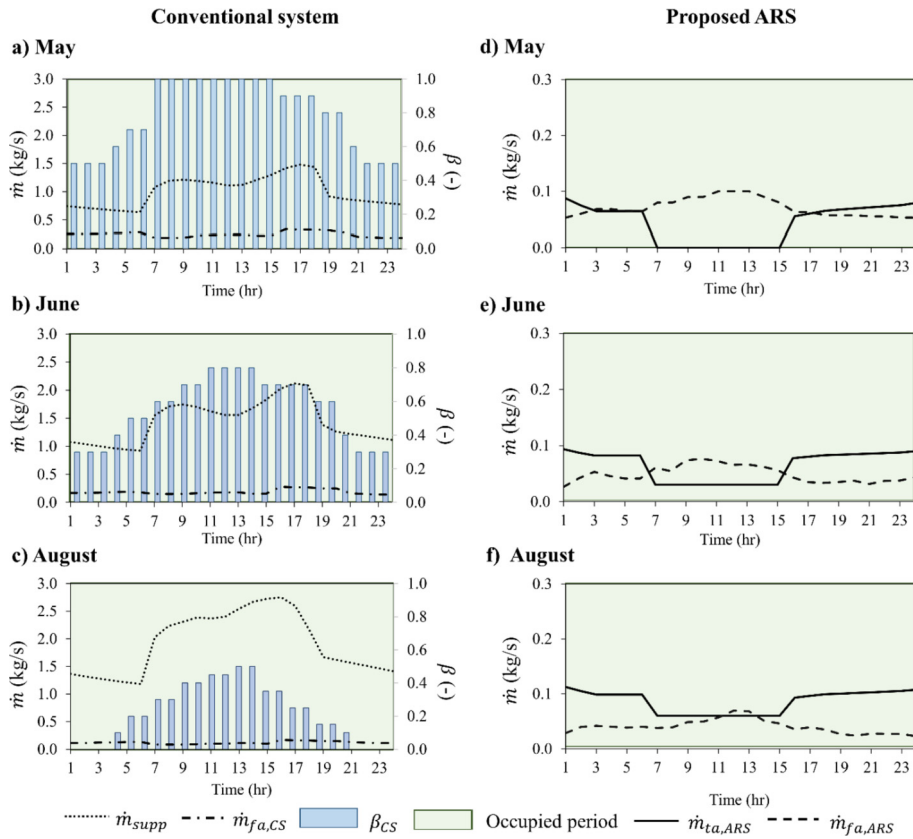 Conventional system
Proposed ARS
a) May
3.0
2.5
2.0
1.5
1.0
0.5
0.0
ṁ (kg/s)
1.0
0.8
0.6
0.4
0.2
0.0
β (-)
1 3 5 7 9 11 13 15 17 19 21 23
Time (hr)
d) May
0.3
0.2
0.1
0.0
ṁ (kg/s)
1 3 5 7 9 11 13 15 17 19 21 23
Time (hr)
b) June
3.0
2.5
2.0
1.5
1.0
0.5
0.0
ṁ (kg/s)
1.0
0.8
0.6
0.4
0.2
0.0
β (-)
1 3 5 7 9 11 13 15 17 19 21 23
Time (hr)
e) June
0.3
0.2
0.1
0.0
ṁ (kg/s)
1 3 5 7 9 11 13 15 17 19 21 23
Time (hr)
c) August
3.0
2.5
2.0
1.5
1.0
0.5
0.0
ṁ (kg/s)
1.0
0.8
0.6
0.4
0.2
0.0
β (-)
1 3 5 7 9 11 13 15 17 19 21 23
Time (hr)
f) August
0.3
0.2
0.1
0.0
ṁ (kg/s)
1 3 5 7 9 11 13 15 17 19 21 23
Time (hr)
ṁsupp ṁfa,CS βCS Occupied period ṁta,ARS ṁfa,ARS